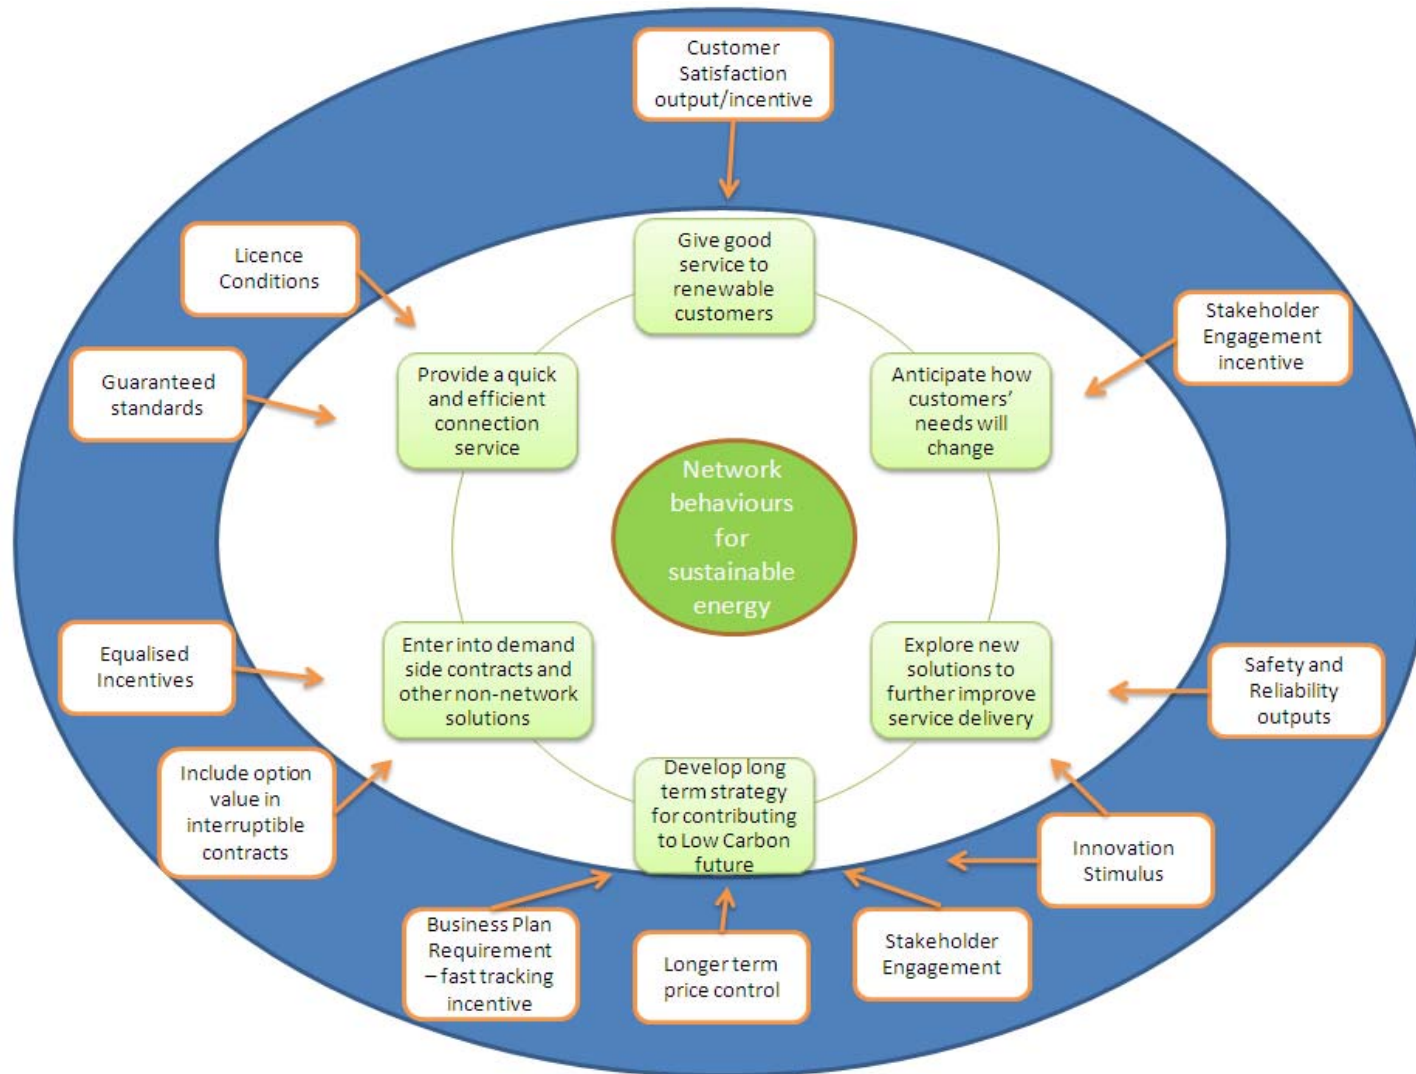 Customer
Satisfaction
output/incentive
Licence
Conditions
Give good
service to
renewable
customers
Stakeholder
Engagement
incentive
Guaranteed
standards
Provide a quick
and efficient
connection
service
Anticipate how
customers’
needs will
change
Network
behaviours
for
sustainable
energy
Equalised
Incentives
Enter into demand
side contracts and
other non-network
solutions
Explore new
solutions to
further improve
service delivery
Safety and
Reliability
outputs
Include option
value in
interruptible
contracts
Develop long
term strategy
for contributing
to Low Carbon
future
Innovation
Stimulus
Business Plan
Requirement
– fast tracking
incentive
Longer term
price control
Stakeholder
Engagement